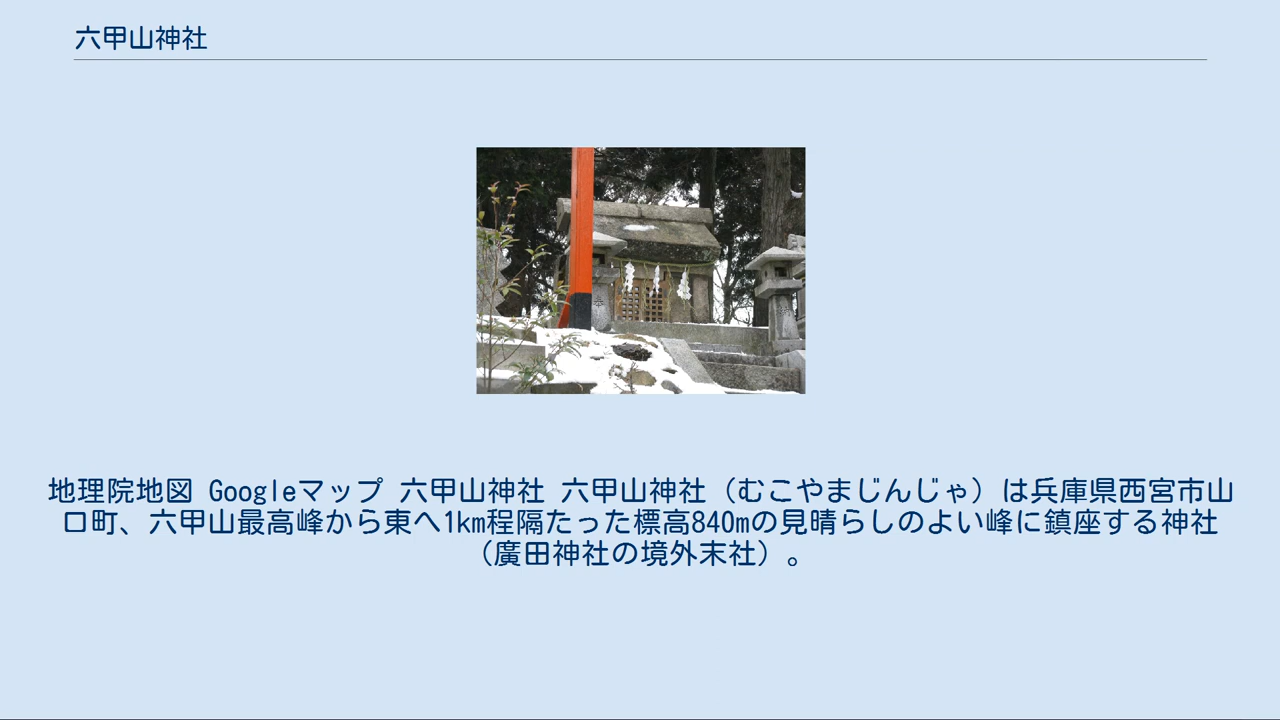 六甲山神社
地理院地図 Googleマップ 六甲山神社 六甲山神社（むこやまじんじゃ）は兵庫県西宮市山
口町、六甲山最高峰から東へ1km程隔たった標高840mの見晴らしのよい峰に鎮座する神社
（廣田神社の境外末社）。